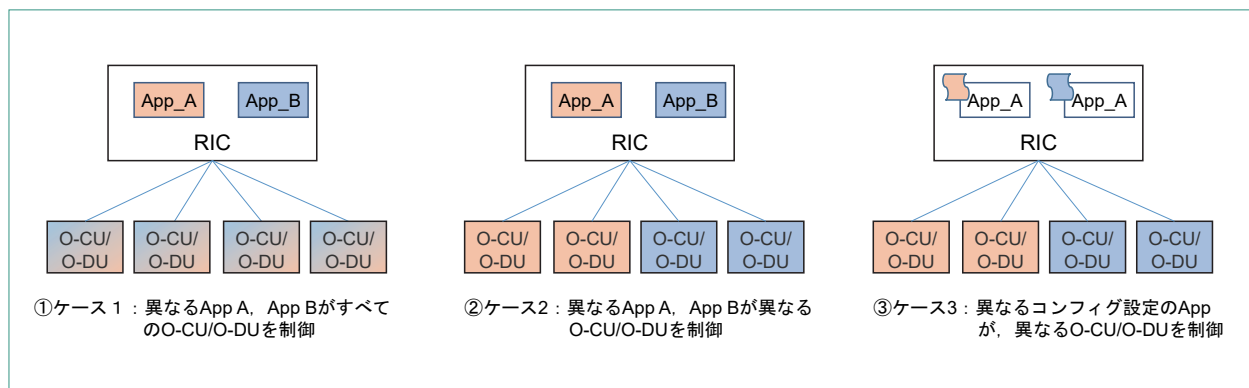 App_A
App_B
RIC
O-CU/
O-DU
O-CU/
O-DU
O-CU/
O-DU
O-CU/
O-DU
①ケース1：異なるApp A，App Bがすべて
のO-CU/O-DUを制御
App_A
App_B
RIC
O-CU/
O-DU
O-CU/
O-DU
O-CU/
O-DU
O-CU/
O-DU
②ケース2：異なるApp A，App Bが異なる
O-CU/O-DUを制御
App_A
App_A
RIC
O-CU/
O-DU
O-CU/
O-DU
O-CU/
O-DU
O-CU/
O-DU
③ケース3：異なるコンフィグ設定のApp
が，異なるO-CU/O-DUを制御